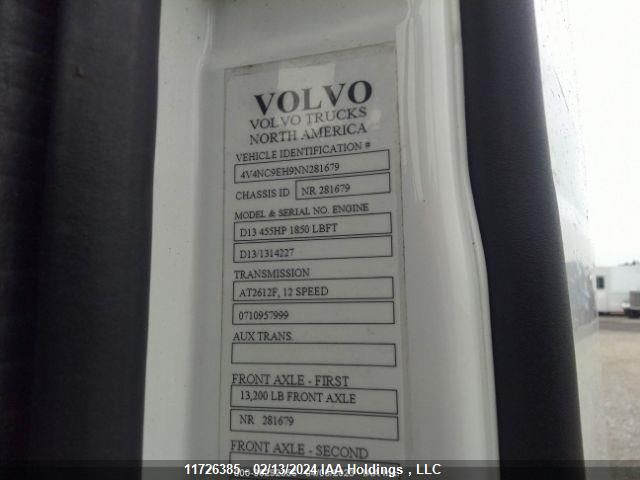 VOLVO
VOLVO TRUCKS
NORTH AMERICA
VEHICLE IDENTIFICATION #
4V4NC9EH9NN281679
CHASSIS ID NR 281679
MODEL & SERIAL NO. ENGINE
D13 455HP 1850 LBFT
D13/1314227
TRANSMISSION
AT2612F, 12 SPEED
0710957999
AUX TRANS.
FRONT AXLE - FIRST
13,200 LB FRONT AXLE
NR 281679
FRONT AXLE - SECOND
11726385 - 02/13/2024 IAA Holdings , LLC